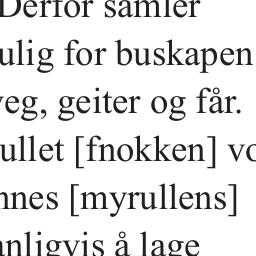 Derfor samler
ulig for buskapen
veg, geiter og får.
ullet [fnokken] vo
nnes [myrullens]
anligvis å lage